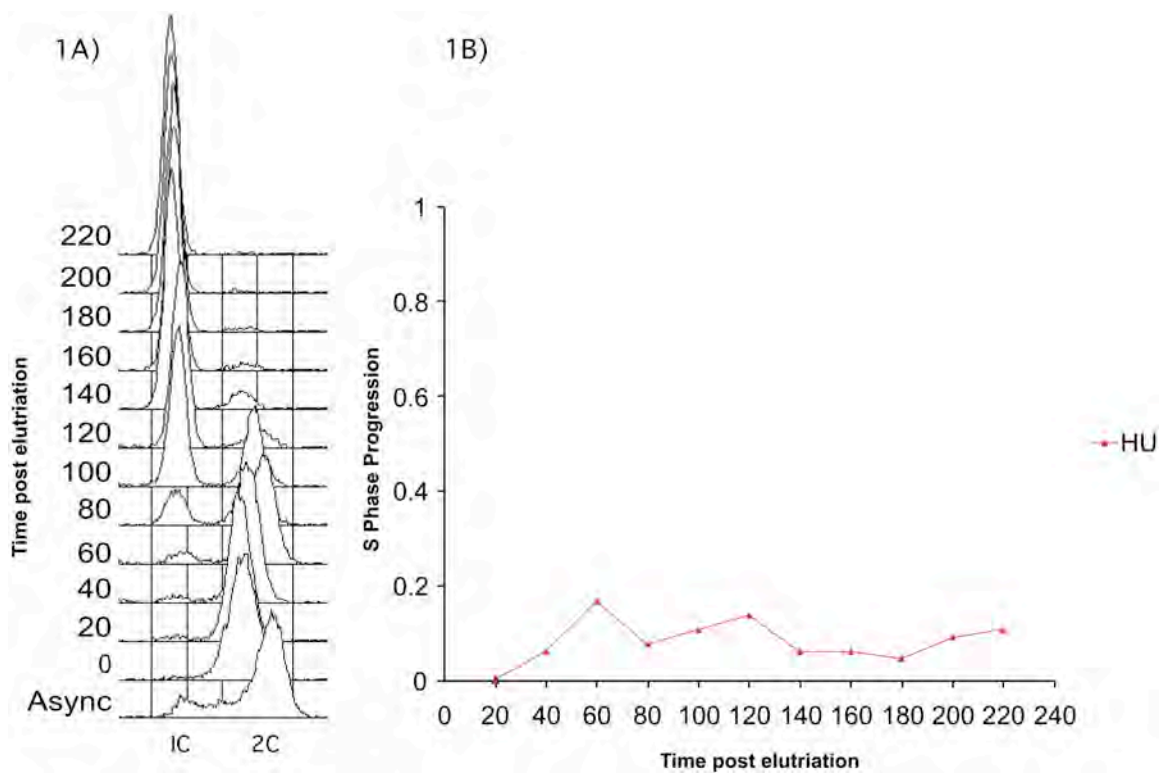 1A)
Time post elutriation
220
200
180
160
140
120
100
80
60
40
20
0
Async
1C 2C
1B)
S Phase Progression
1
0.8
0.6
0.4
0.2
0
0 20 40 60 80 100 120 140 160 180 200 220 240
Time post elutriation
HU